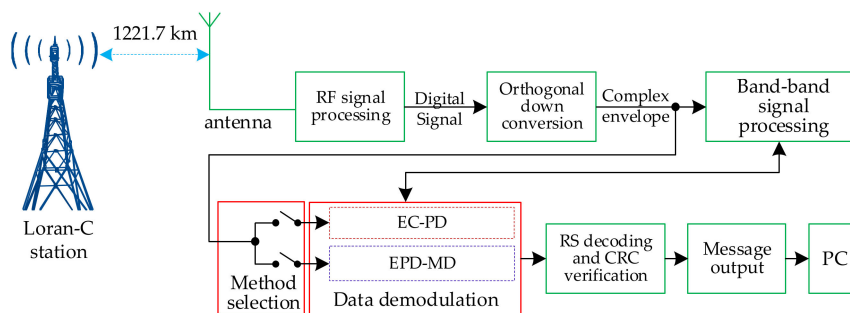 1221.7 km
Loran-C
station
antenna
RF signal
processing
Digital
Signal
Orthogonal
down
conversion
Complex
envelope
Band-band
signal
processing
Method
selection
EC-PD
EPD-MD
Data demodulation
RS decoding
and CRC
verification
Message
output
PC